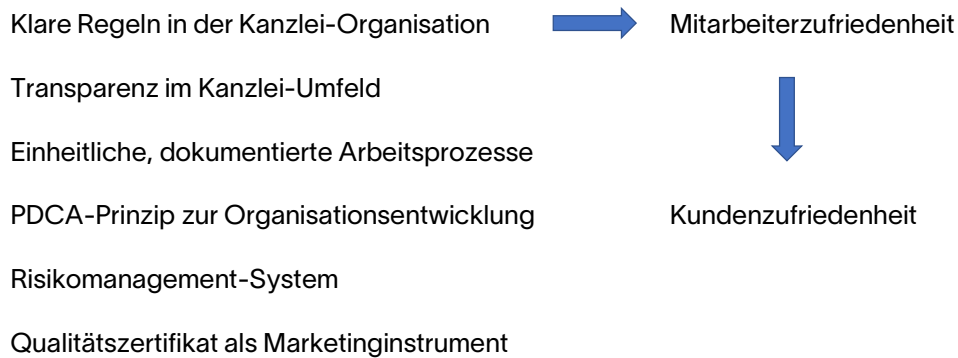 Klare Regeln in der Kanzlei-Organisation
Mitarbeiterzufriedenheit
Transparenz im Kanzlei-Umfeld
Einheitliche, dokumentierte Arbeitsprozesse
PDCA-Prinzip zur Organisationsentwicklung
Kundenzufriedenheit
Risikomanagement-System
Qualitätszertifikat als Marketinginstrument